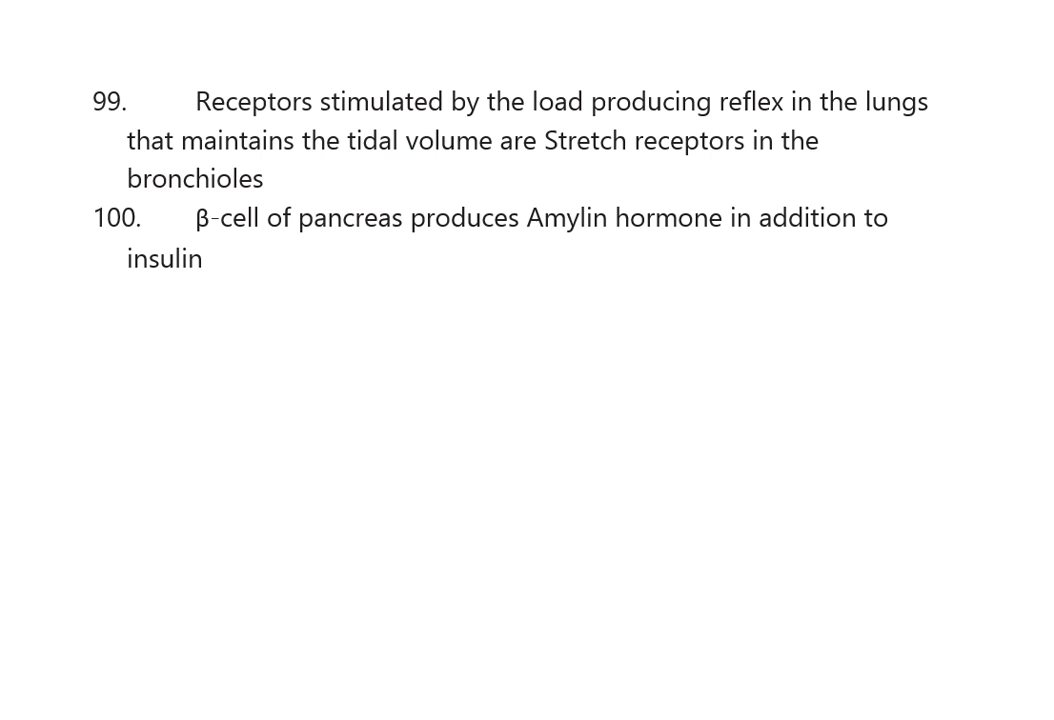 99. Receptors stimulated by the load producing reflex in the lungs
that maintains the tidal volume are Stretch receptors in the
bronchioles
100. β-cell of pancreas produces Amylin hormone in addition to
insulin